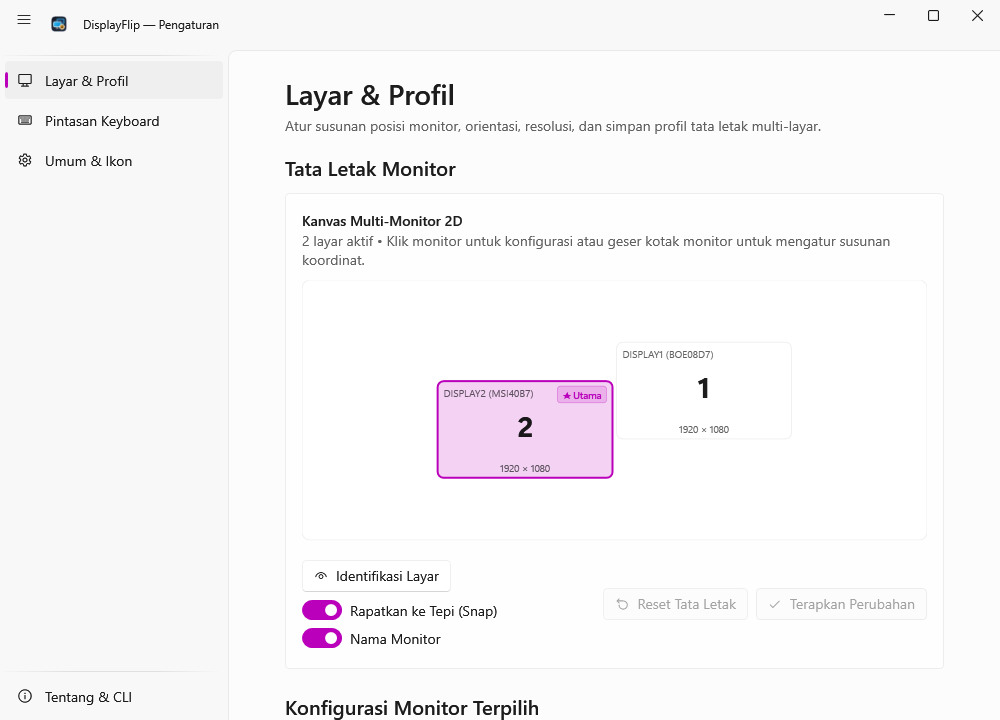 DisplayFlip — Pengaturan
Layar & Profil
Pintasan Keyboard
Umum & Ikon
Tentang & CLI
Layar & Profil
Atur susunan posisi monitor, orientasi, resolusi, dan simpan profil tata letak multi-layar.
Tata Letak Monitor
Kanvas Multi-Monitor 2D
2 layar aktif • Klik monitor untuk konfigurasi atau geser kotak monitor untuk mengatur susunan
koordinat.
DISPLAY1 (BOE08D7)
1
1920 × 1080
DISPLAY2 (MSI40B7)
★ Utama
2
1920 × 1080
Identifikasi Layar
Rapatkan ke Tepi (Snap)
Nama Monitor
Reset Tata Letak
Terapkan Perubahan
Konfigurasi Monitor Terpilih